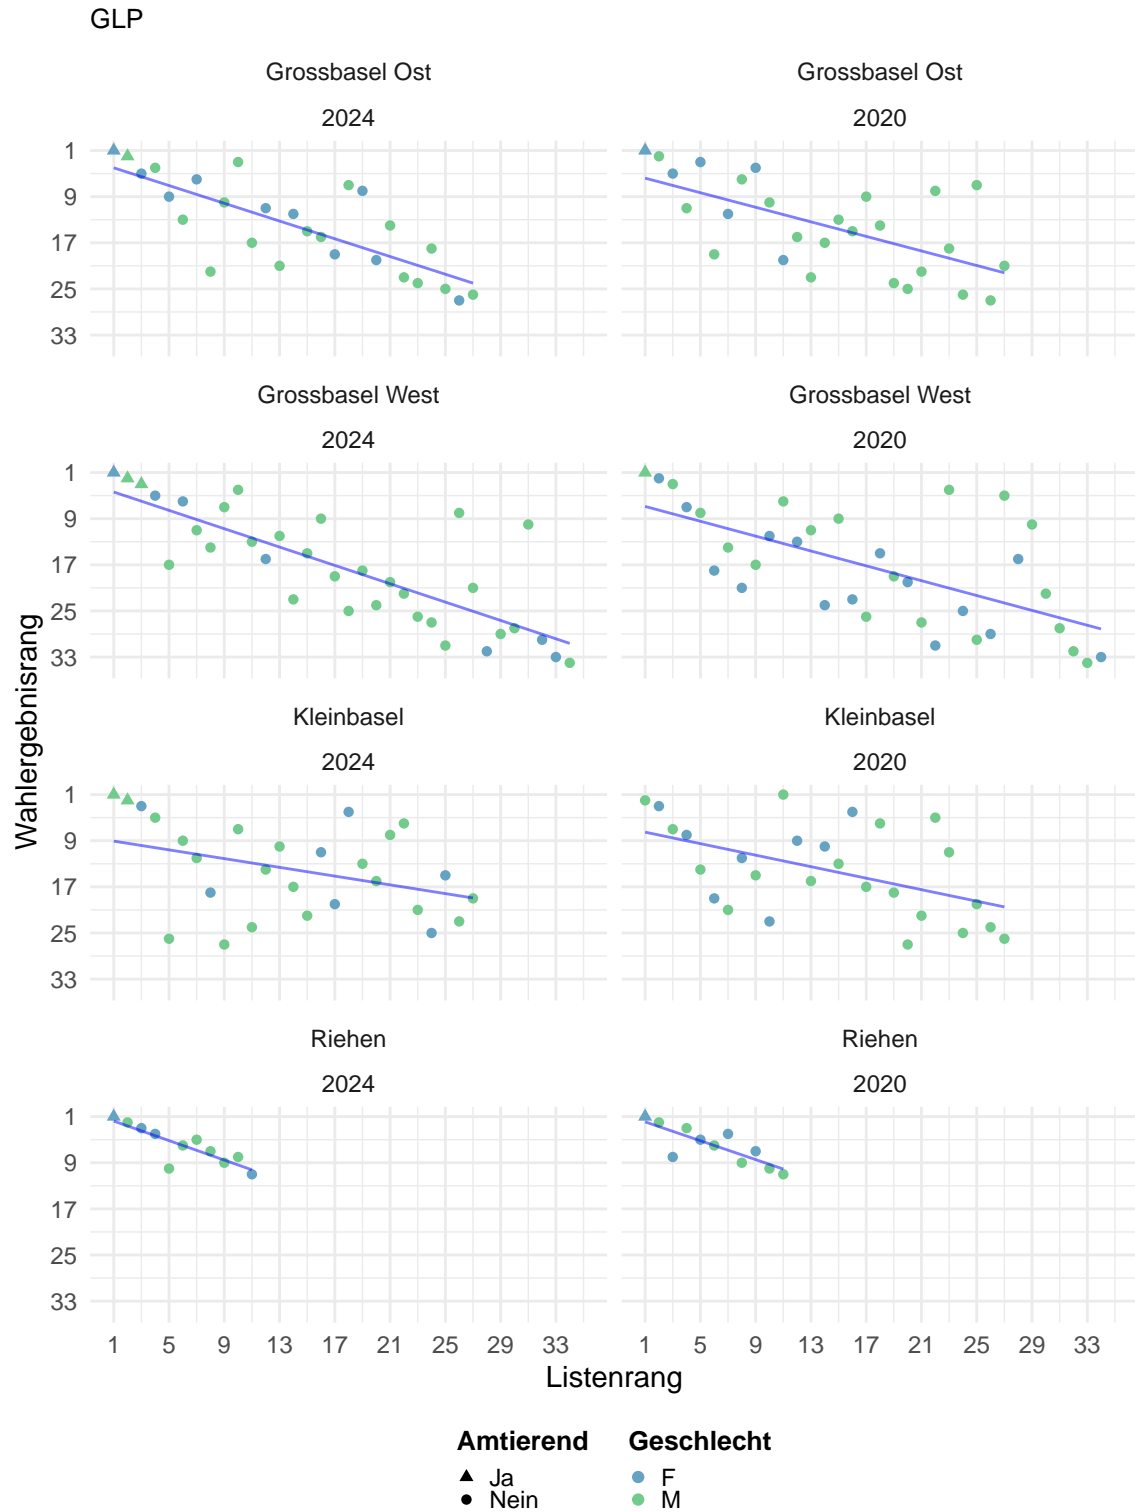 GLP
Grossbasel Ost Grossbasel Ost
2024 2020
1
9
17
25
33
Grossbasel West Grossbasel West
2024 2020
1
9
17
25
33
Wahlergebnisrang
Kleinbasel Kleinbasel
2024 2020
1
9
17
25
33
Riehen Riehen
2024 2020
1
9
17
25
33
1 5 9 13 17 21 25 29 33 1 5 9 13 17 21 25 29 33
Listenrang
Amtierend Geschlecht
Ja F
Nein M